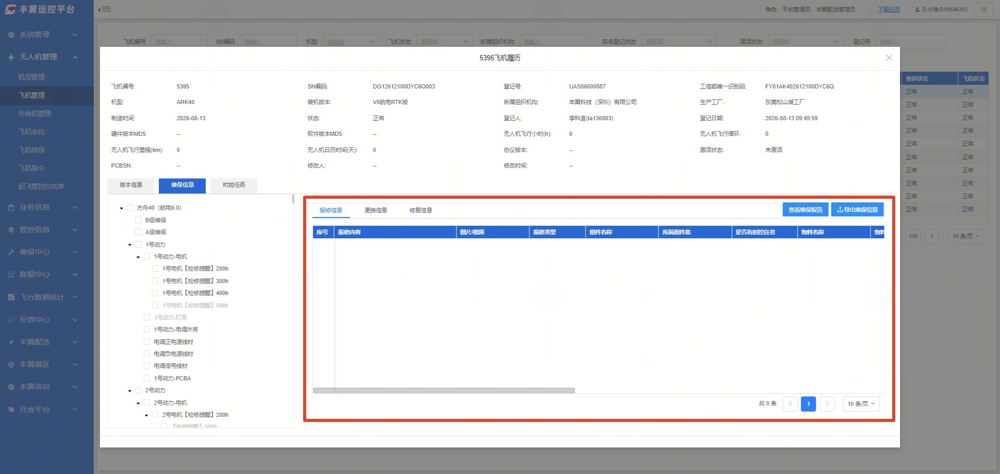 丰翼运控平台
角色：平台管理员、丰翼配送管理员
下载任务
孔令锋(01454610)
系统管理
无人机管理
机型管理
飞机管理
外协机管理
飞机老化
飞机维保
飞机指令
起飞管控白名单
业务信息
管控信息
维保中心
数据中心
飞行数据统计
反馈中心
丰翼配送
丰翼景区
丰翼培训
开放平台
飞机编号 请输入 SN编码 请输入 机型 请选择 飞机状态 请选择 所属组织机构 请输入 实名登记状态 请选择 激活状态 请选择 登记号 请输入
5395飞机履历
飞机编号: 5395 SN编码: DG12612100DYC6Q003 登记号: UAS06600887 工信部唯一识别码: FY01AK402612100DYC6Q
机型: ARK40 装机版本: V6航电RTK版 所属组织机构: 丰翼科技（深圳）有限公司 生产工厂: 东莞松山湖工厂
制造时间: 2026-08-13 状态: 正常 登记人: 李科言(ta136983) 登记日期: 2026-08-13 09:49:59
硬件版本MD5: -- 软件版本MD5: -- 无人机飞行小时(h): 0 无人机飞行循环: 0
无人机飞行里程(km): 0 无人机日历时间(天): 0 协议版本: -- 激活状态: 未激活
PCBSN: -- 修改人: -- 修改时间: --
版本信息 维保信息 时控任务
方舟40（航电6.0)
B级维保
A级维保
1号动力
1号动力-电机
1号电机【检修提醒】200h
1号电机【检修提醒】300h
1号电机【检修提醒】400h
1号电机【检修提醒】500h
1号动力-灯罩
1号动力-电调外壳
电调正电源线材
电调负电源线材
电调信号线材
1号动力-PCBA
2号动力
2号动力-电机
2号电机【检修提醒】200h
【检修提醒】500h
报修信息 更换信息 修复信息
查看维保报告 导出维保信息
序号 报修内容 图片/视频 报修类型 组件名称 所属组件集 是否有时控任务 物料名称 物料
共 0 条 1 10 条/页
维保状态 飞机状态
正常 正常
正常 正常
正常 正常
正常 正常
正常 正常
正常 正常
正常 正常
正常 正常
正常 正常
正常 正常
110 10 条/页